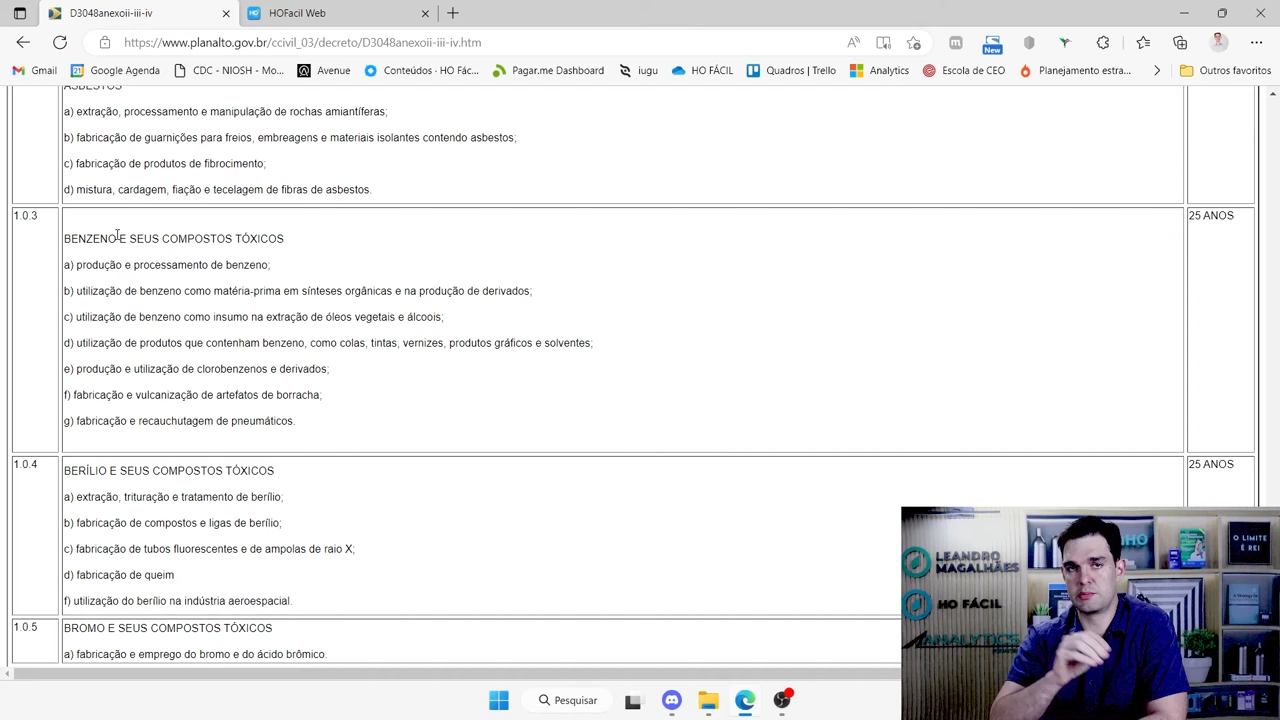 D3048anexoii-iii-iv
HOFacil Web
https://www.planalto.gov.br/ccivil_03/decreto/D3048anexoii-iii-iv.htm
New
Gmail
Google Agenda
CDC - NIOSH - Mo...
Avenue
Conteúdos - HO Fác...
Pagar.me Dashboard
iugu
HO FÁCIL
Quadros | Trello
Analytics
Escola de CEO
Planejamento estra...
Outros favoritos
ASBESTOS
a) extração, processamento e manipulação de rochas amiantíferas;
b) fabricação de guarnições para freios, embreagens e materiais isolantes contendo asbestos;
c) fabricação de produtos de fibrocimento;
d) mistura, cardagem, fiação e tecelagem de fibras de asbestos.
1.0.3
25 ANOS
BENZENO E SEUS COMPOSTOS TÓXICOS
a) produção e processamento de benzeno;
b) utilização de benzeno como matéria-prima em sínteses orgânicas e na produção de derivados;
c) utilização de benzeno como insumo na extração de óleos vegetais e álcoois;
d) utilização de produtos que contenham benzeno, como colas, tintas, vernizes, produtos gráficos e solventes;
e) produção e utilização de clorobenzenos e derivados;
f) fabricação e vulcanização de artefatos de borracha;
g) fabricação e recauchutagem de pneumáticos.
1.0.4
25 ANOS
BERÍLIO E SEUS COMPOSTOS TÓXICOS
a) extração, trituração e tratamento de berílio;
b) fabricação de compostos e ligas de berílio;
c) fabricação de tubos fluorescentes e de ampolas de raio X;
d) fabricação de queim
f) utilização do berílio na indústria aeroespacial.
1.0.5
BROMO E SEUS COMPOSTOS TÓXICOS
a) fabricação e emprego do bromo e do ácido brômico.
LEANDRO
MAGALHÃES
HO FÁCIL
ANALYTICS
HO
O LIMITE
É REI
Pesquisar